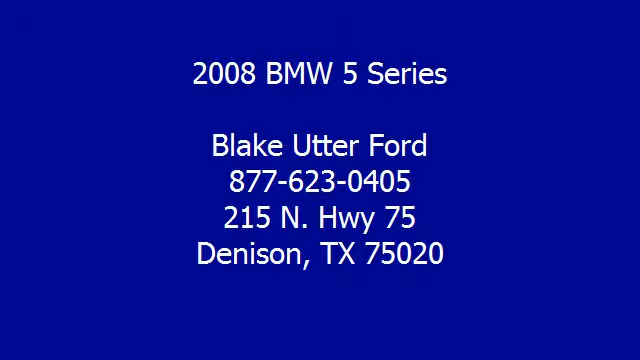 2008 BMW 5 Series
Blake Utter Ford
877-623-0405
215 N. Hwy 75
Denison, TX 75020